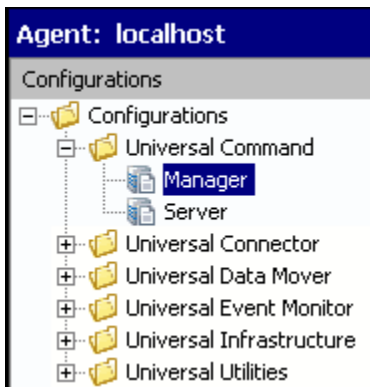 Agent: localhost
Configurations
Configurations
Universal Command
Manager
Server
Universal Connector
Universal Data Mover
Universal Event Monitor
Universal Infrastructure
Universal Utilities